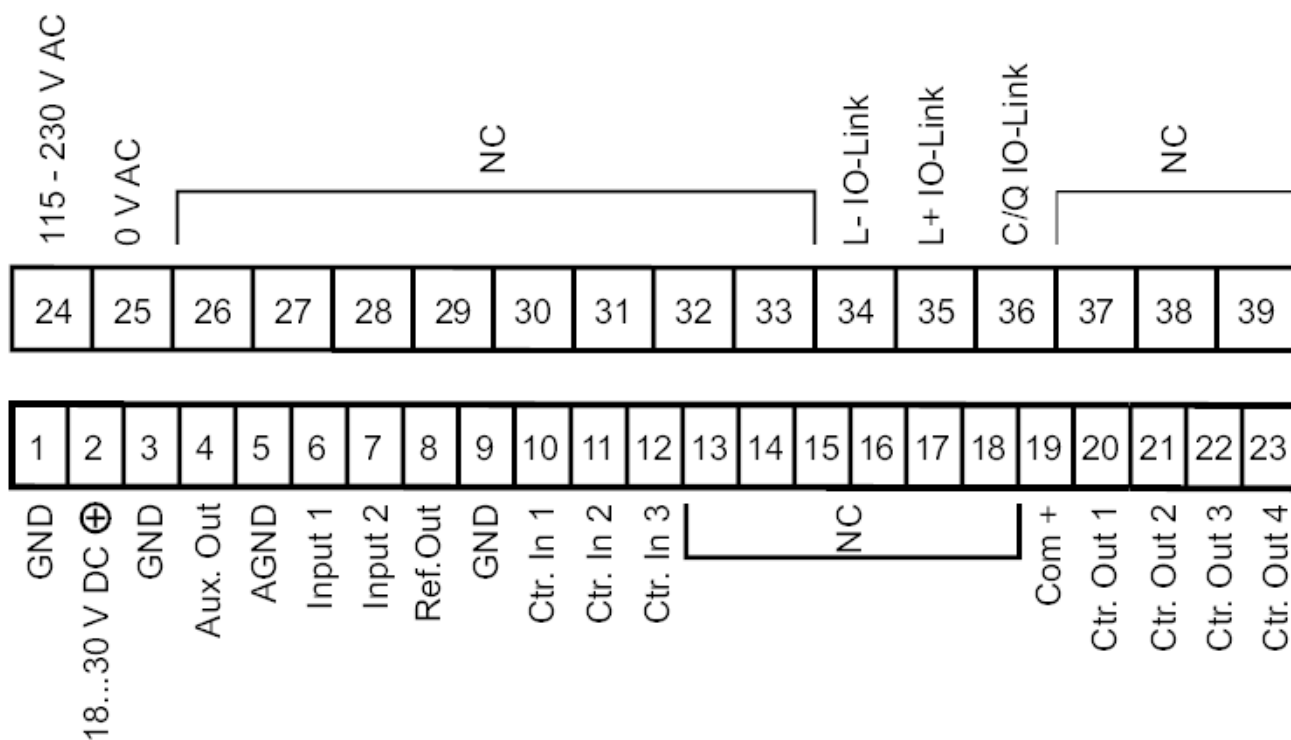 115 - 230 V AC
0 V AC
NC
L- IO-Link
L+ IO-Link
C/Q IO-Link
NC
24 25 26 27 28 29 30 31 32 33 34 35 36 37 38 39
1 2 3 4 5 6 7 8 9 10 11 12 13 14 15 16 17 18 19 20 21 22 23
GND
18...30 V DC ⊕
GND
Aux. Out
AGND
Input 1
Input 2
Ref.Out
GND
Ctr. In 1
Ctr. In 2
Ctr. In 3
NC
Com +
Ctr. Out 1
Ctr. Out 2
Ctr. Out 3
Ctr. Out 4